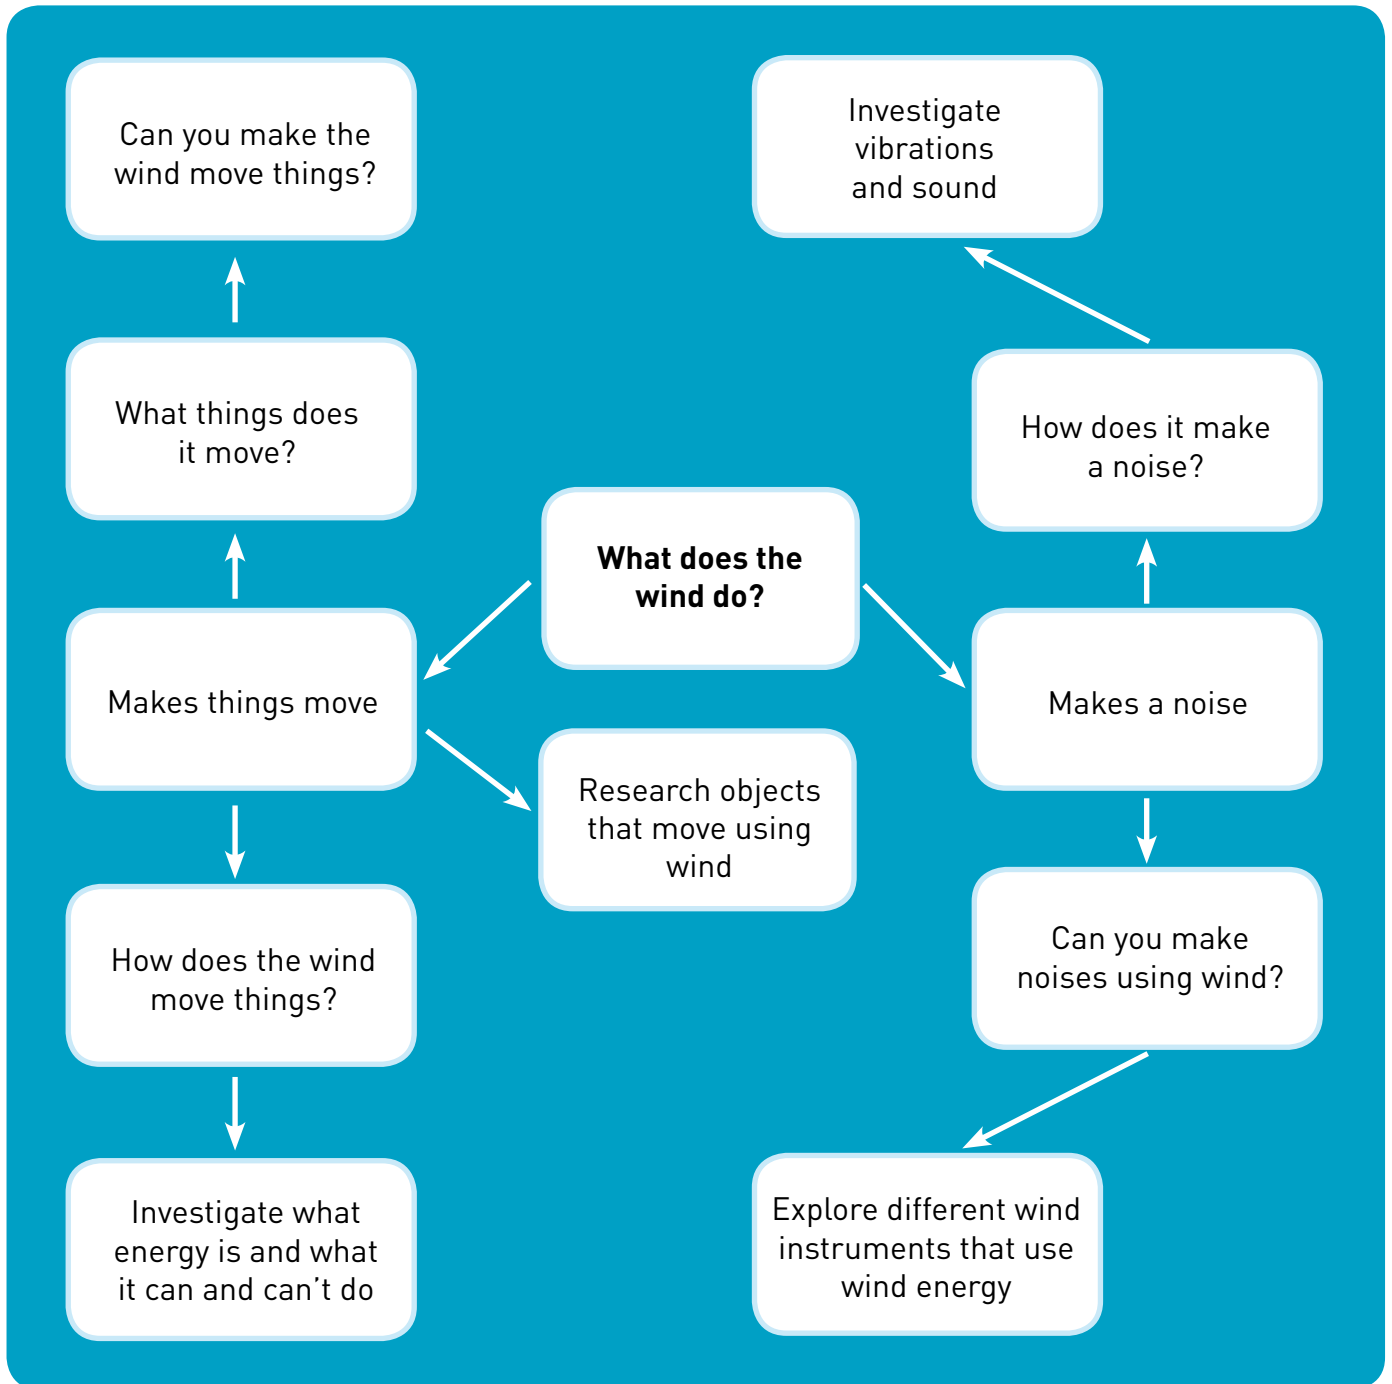 Can you make the
wind move things?
Investigate
vibrations
and sound
What things does
it move?
How does it make
a noise?
What does the
wind do?
Makes things move
Makes a noise
Research objects
that move using
wind
How does the wind
move things?
Can you make
noises using wind?
Investigate what
energy is and what
it can and can't do
Explore different wind
instruments that use
wind energy